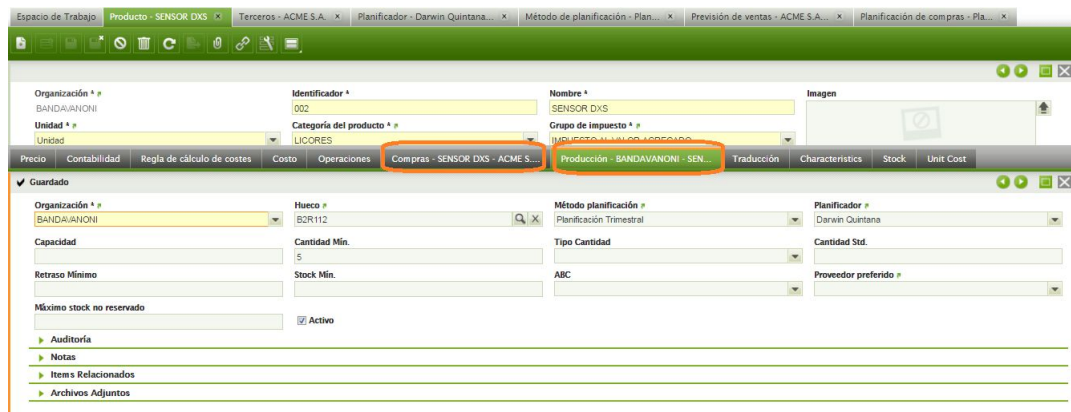 Espacio de Trabajo Producto - SENSOR DXS × Terceros - ACME S.A. × Planificador - Darwin Quintana... × Método de planificación - Plan... × Previsión de ventas - ACME S.A... × Planificación de compras - Pla... ×
Organización * Identificador * Nombre * Imagen
BANDAVANONI 002 SENSOR DXS
Unidad * Categoría del producto * Grupo de impuesto *
Unidad LICORES IMPUESTO AL VALOR AGREGADO
Precio Contabilidad Regla de cálculo de costes Costo Operaciones Compras - SENSOR DXS - ACME S.... Producción - BANDAVANONI - SEN... Traducción Characteristics Stock Unit Cost
Guardado
Organización * Hueco Método planificación Planificador
BANDAVANONI B2R112 Planificación Trimestral Darwin Quintana
Capacidad Cantidad Mín. Tipo Cantidad Cantidad Std.
5
Retraso Mínimo Stock Mín. ABC Proveedor preferido
Máximo stock no reservado
Activo
Auditoría
Notas
Items Relacionados
Archivos Adjuntos